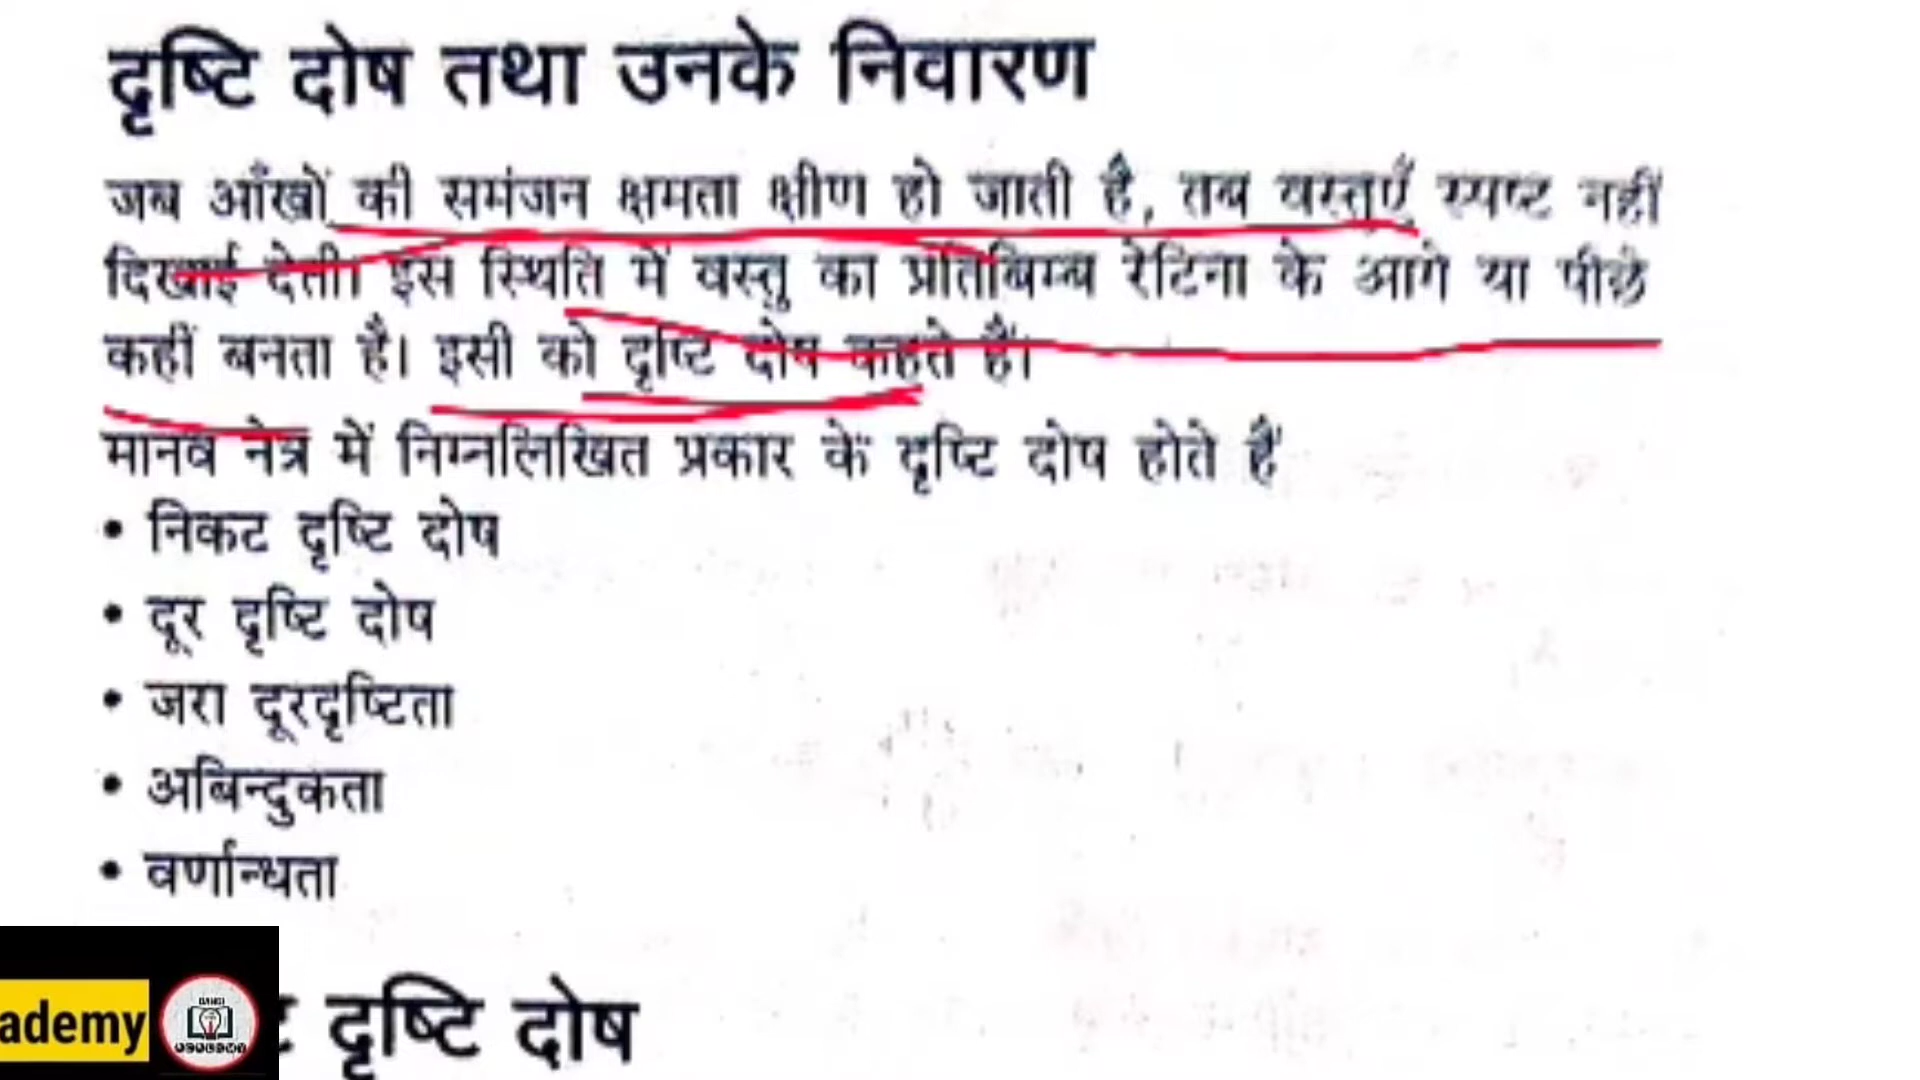 दृष्टि दोष तथा उनके निवारण
जब आँखों की समंजन क्षमता क्षीण हो जाती है, तब वस्तुएँ स्पष्ट नहीं
दिखाई देती। इस स्थिति में वस्तु का प्रतिबिम्ब रेटिना के आगे या पीछे
कहीं बनता है। इसी को दृष्टि दोष कहते हैं।
मानव नेत्र में निम्नलिखित प्रकार के दृष्टि दोष होते हैं
• निकट दृष्टि दोष
• दूर दृष्टि दोष
• जरा दूरदृष्टिता
• अबिन्दुकता
• वर्णान्धता
ट दृष्टि दोष
ademy